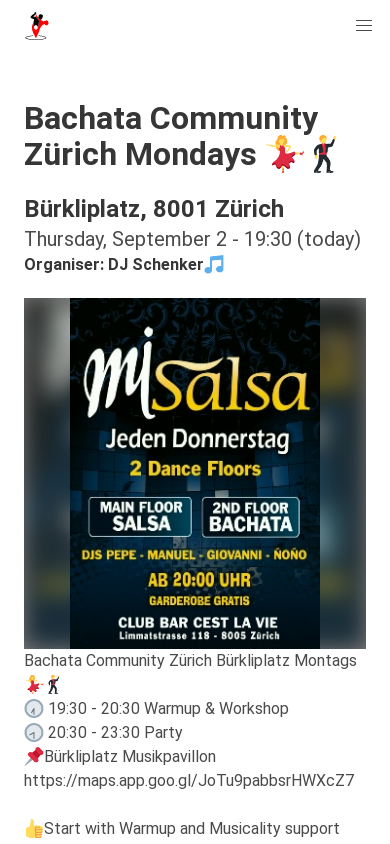 Bachata Community
Zürich Mondays 💃🕺
Bürkliplatz, 8001 Zürich
Thursday, September 2 - 19:30 (today)
Organiser: DJ Schenker🎵
mi Salsa
Jeden Donnerstag
2 Dance Floors
MAIN FLOOR SALSA
2ND FLOOR BACHATA
DJS PEPE - MANUEL - GIOVANNI - ÑOÑO
AB 20:00 UHR
GARDEROBE GRATIS
CLUB BAR CEST LA VIE
Limmatstrasse 118 - 8005 Zürich
Bachata Community Zürich Bürkliplatz Montags
💃🕺
🕢 19:30 - 20:30 Warmup & Workshop
🕣 20:30 - 23:30 Party
📌Bürkliplatz Musikpavillon
https://maps.app.goo.gl/JoTu9pabbsrHWXcZ7
👍Start with Warmup and Musicality support